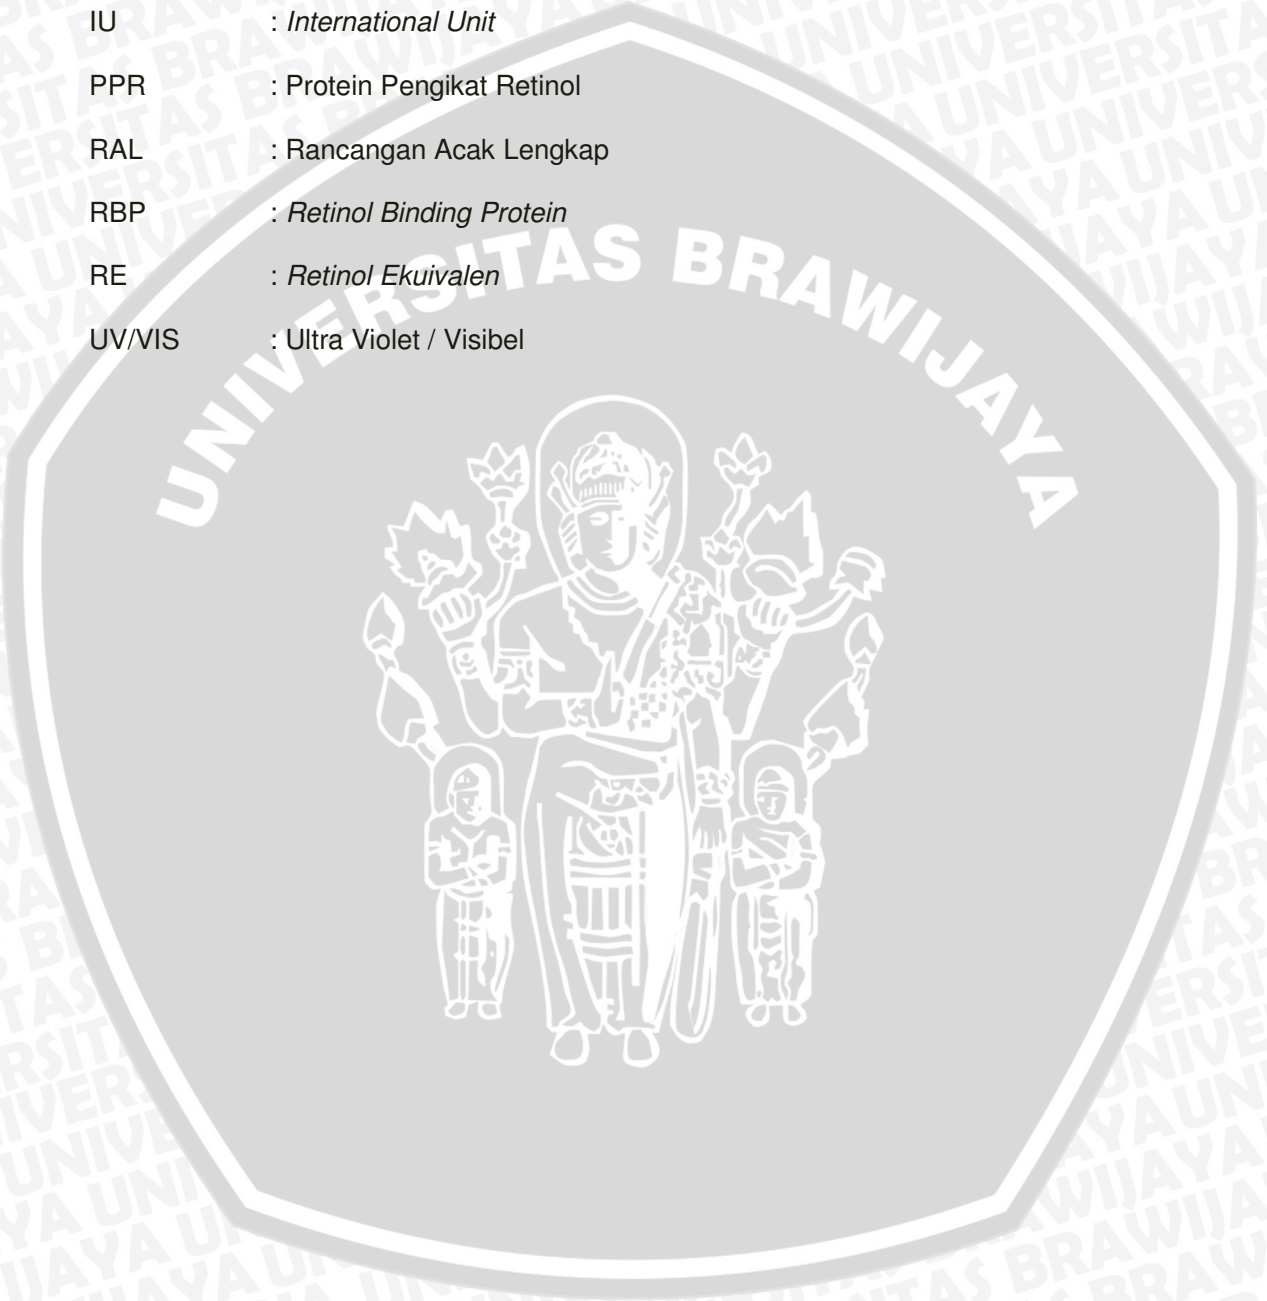 IU : International Unit
PPR : Protein Pengikat Retinol
RAL : Rancangan Acak Lengkap
RBP : Retinol Binding Protein
RE : Retinol Ekuivalen
UV/VIS : Ultra Violet / Visibel
UNIVERSITAS BRAWIJAYA